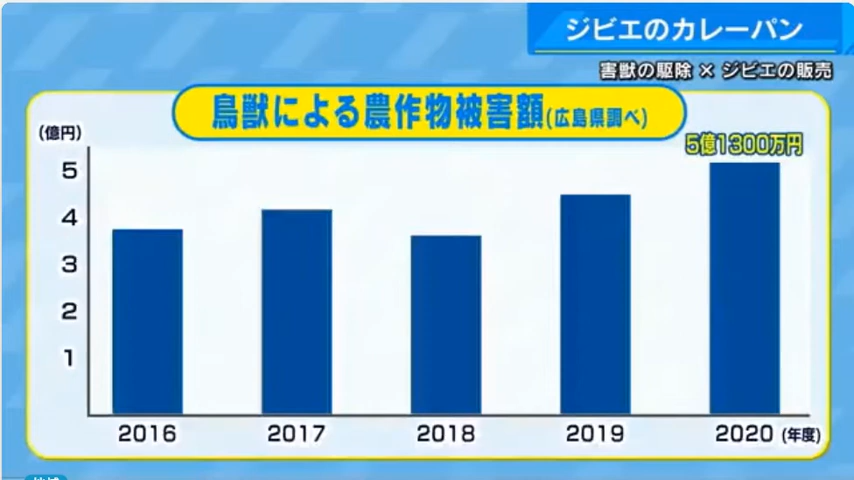 ジビエのカレーパン
害獣の駆除 × ジビエの販売
鳥獣による農作物被害額(広島県調べ)
(億円)
5億1300万円
5
4
3
2
1
2016 2017 2018 2019 2020 (年度)